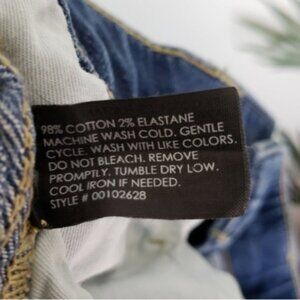 98% COTTON 2% ELASTANE
MACHINE WASH COLD. GENTLE
CYCLE. WASH WITH LIKE COLORS.
DO NOT BLEACH. REMOVE
PROMPTLY. TUMBLE DRY LOW.
COOL IRON IF NEEDED.
STYLE # 00102628